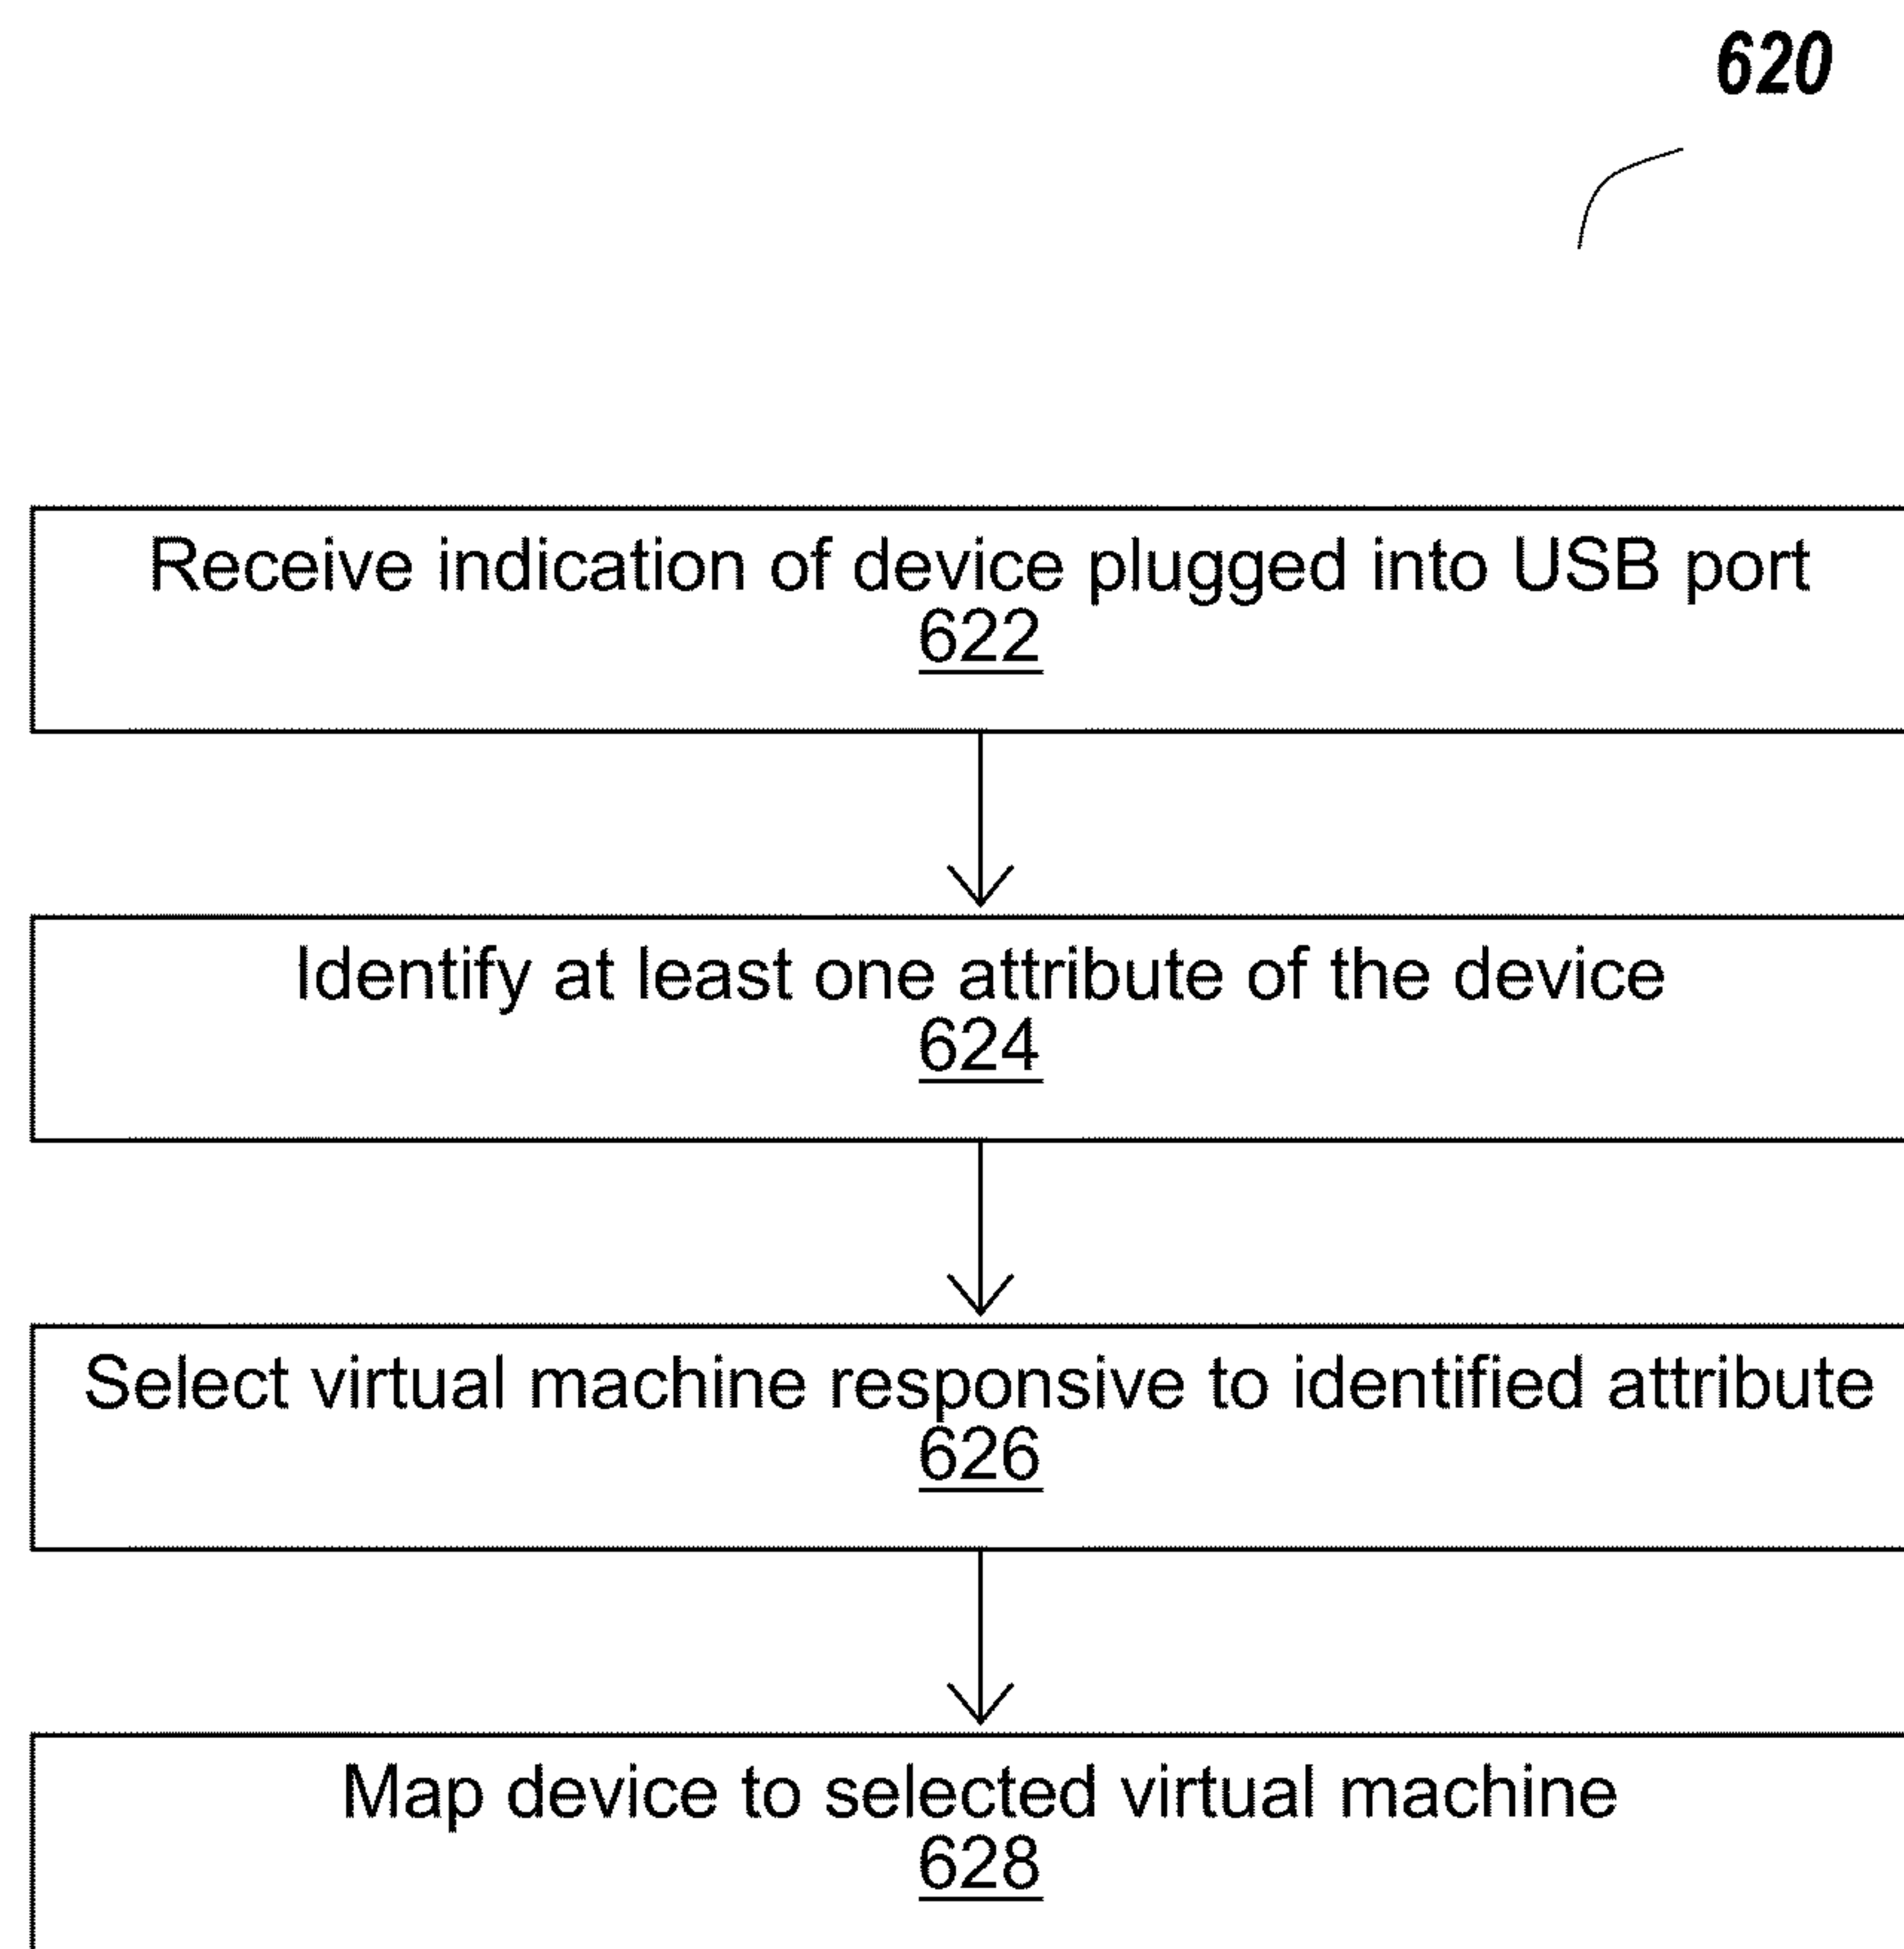 620
Receive indication of device plugged into USB port
622
Identify at least one attribute of the device
624
Select virtual machine responsive to identified attribute
626
Map device to selected virtual machine
628